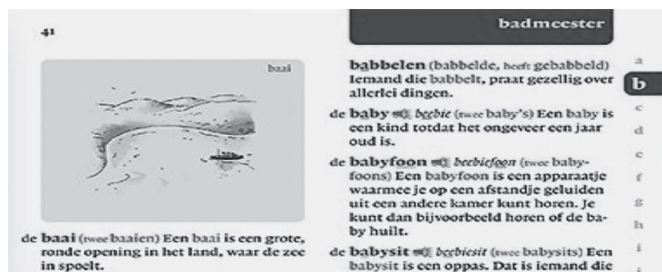 41
badmeester
baai
de baai (twee baaien) Een baai is een grote,
ronde opening in het land, waar de zee
in spoelt.
babbelen (babbelde, heeft gebabbeld)
Iemand die babbelt, praat gezellig over
allerlei dingen.
de baby beebie (twee baby's) Een baby is
een kind totdat het ongeveer een jaar
oud is.
de babyfoon beebiefoon (twee baby-
foons) Een babyfoon is een apparaatje
waarmee je op een afstandje geluiden
uit een andere kamer kunt horen. Je
kunt dan bijvoorbeeld horen of de ba-
by huilt.
de babysit beebiesit (twee babysits) Een
babysit is een oppas. Dat is iemand die
a
b
c
d
e
f
g
h
i